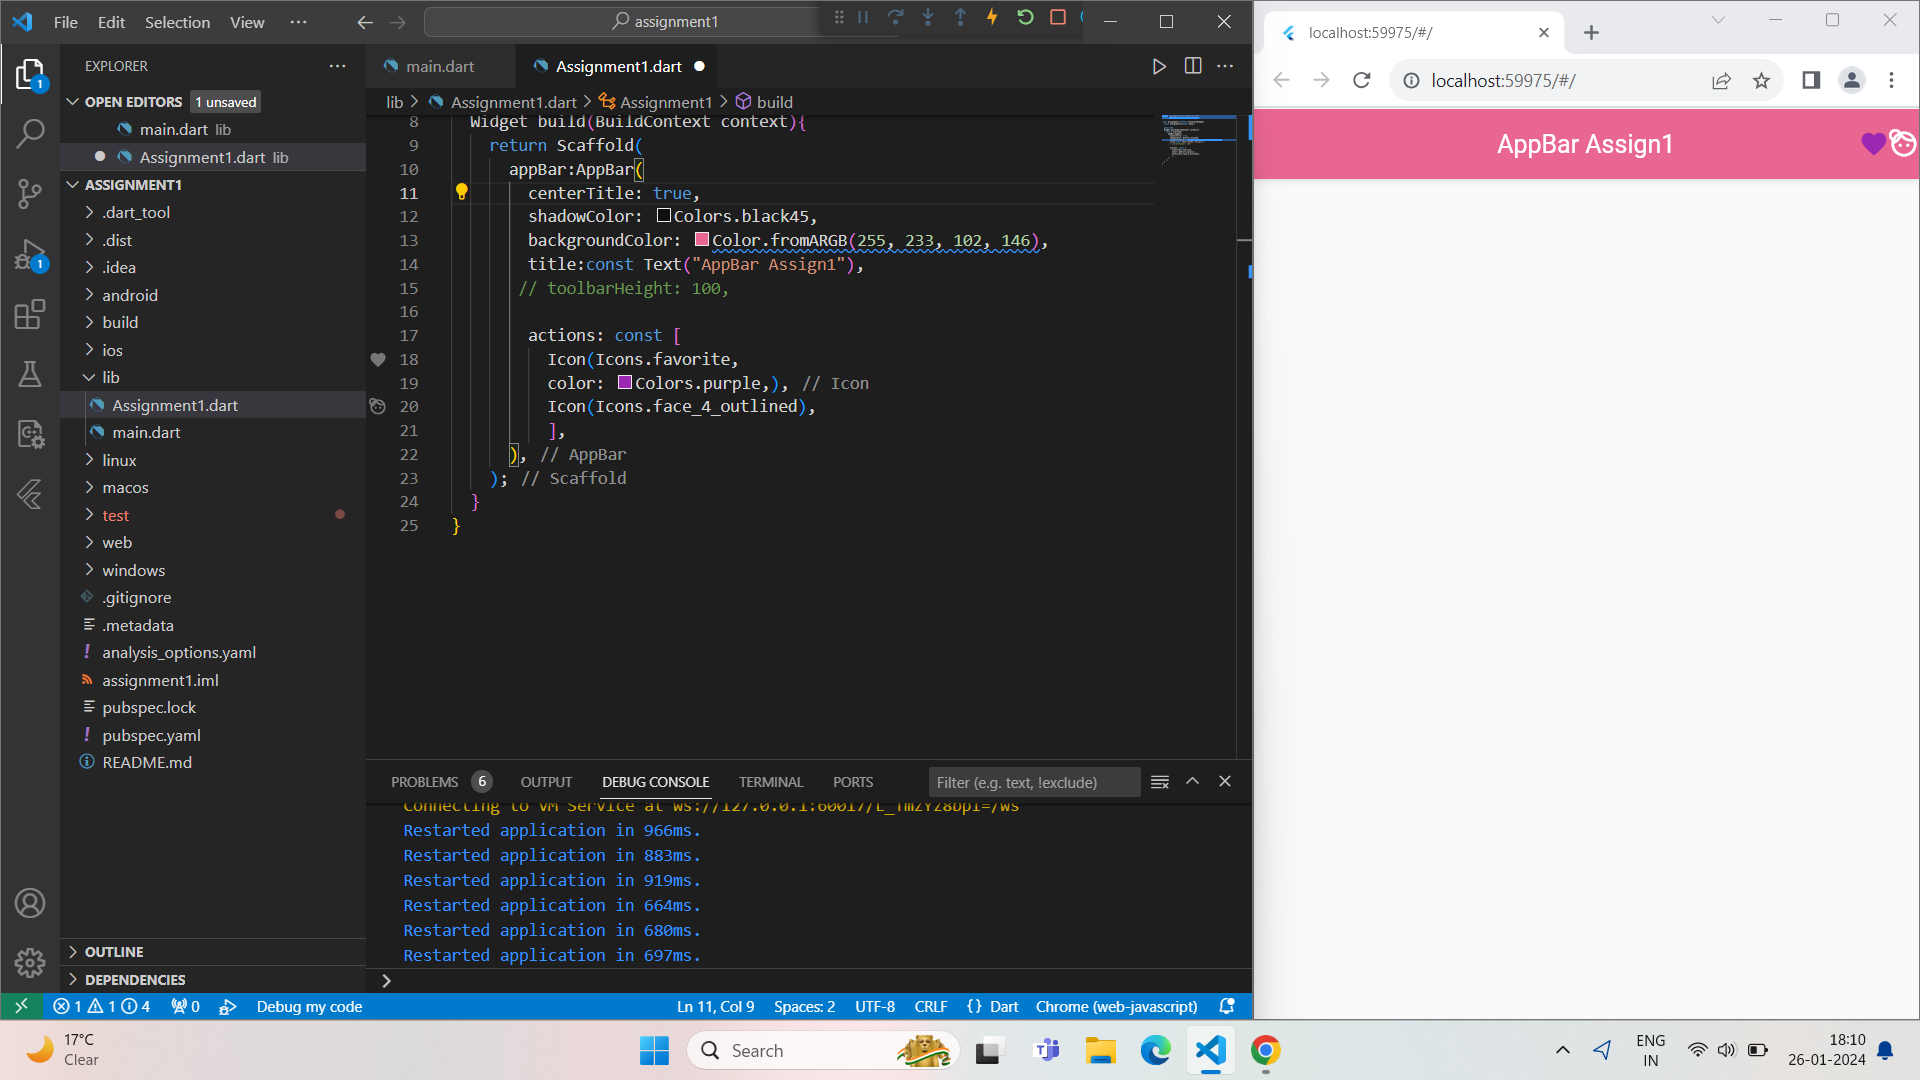 File Edit Selection View ···
assignment1
EXPLORER
OPEN EDITORS 1 unsaved
main.dart lib
Assignment1.dart lib
ASSIGNMENT1
.dart_tool
.dist
.idea
android
build
ios
lib
Assignment1.dart
main.dart
linux
macos
test
web
windows
.gitignore
.metadata
analysis_options.yaml
assignment1.iml
pubspec.lock
pubspec.yaml
README.md
OUTLINE
DEPENDENCIES
main.dart Assignment1.dart
lib > Assignment1.dart > Assignment1 > build
8 Widget build(BuildContext context){
9 return Scaffold(
10 appBar:AppBar(
11 centerTitle: true,
12 shadowColor: Colors.black45,
13 backgroundColor: Color.fromARGB(255, 233, 102, 146),
14 title:const Text("AppBar Assign1"),
15 // toolbarHeight: 100,
16
17 actions: const [
18 Icon(Icons.favorite,
19 color: Colors.purple,), // Icon
20 Icon(Icons.face_4_outlined),
21 ],
22 ), // AppBar
23 ); // Scaffold
24 }
25 }
PROBLEMS 6 OUTPUT DEBUG CONSOLE TERMINAL PORTS Filter (e.g. text, !exclude)
Connecting to VM Service at
Restarted application in 966ms.
Restarted application in 883ms.
Restarted application in 919ms.
Restarted application in 664ms.
Restarted application in 680ms.
Restarted application in 697ms.
1 1 4 0 Debug my code Ln 11, Col 9 Spaces: 2 UTF-8 CRLF {} Dart Chrome (web-javascript)
localhost:59975/#/
localhost:59975/#/
AppBar Assign1
17°C
Clear
Search
ENG
IN
18:10
26-01-2024